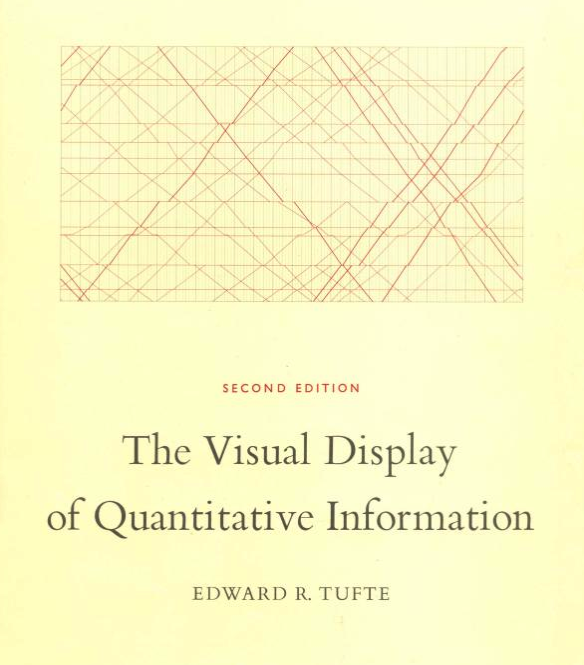 SECOND EDITION
The Visual Display
of Quantitative Information
EDWARD R. TUFTE